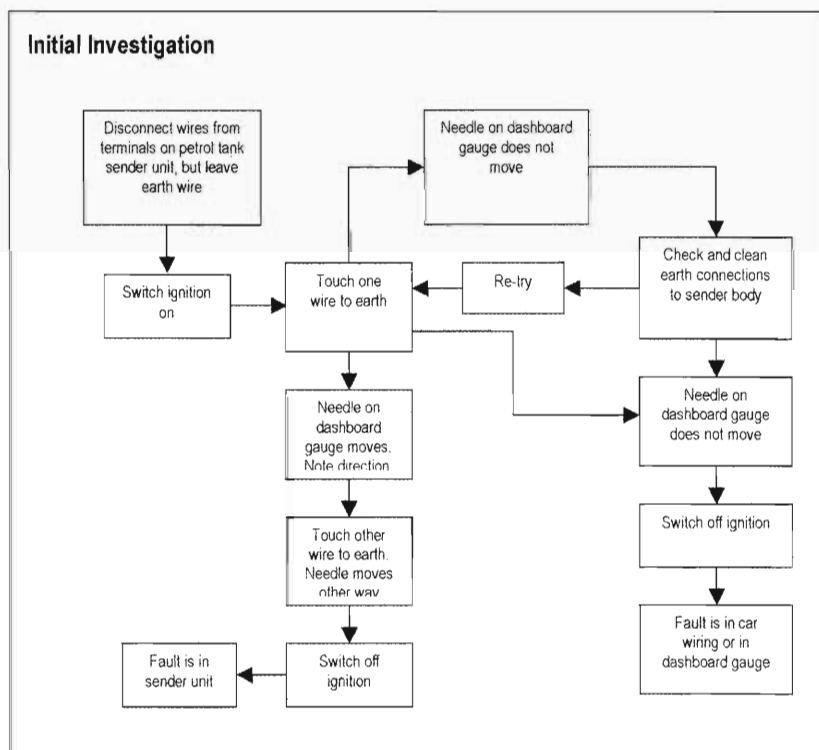 Initial Investigation
Disconnect wires from
terminals on petrol tank
sender unit, but leave
earth wire
Needle on dashboard
gauge does not
move
Switch ignition
on
Touch one
wire to earth
Re-try
Check and clean
earth connections
to sender body
Needle on
dashboard
gauge moves.
Note direction
Needle on
dashboard gauge
does not move
Touch other
wire to earth.
Needle moves
other way
Switch off ignition
Fault is in
sender unit
Switch off
ignition
Fault is in car
wiring or in
dashboard gauge